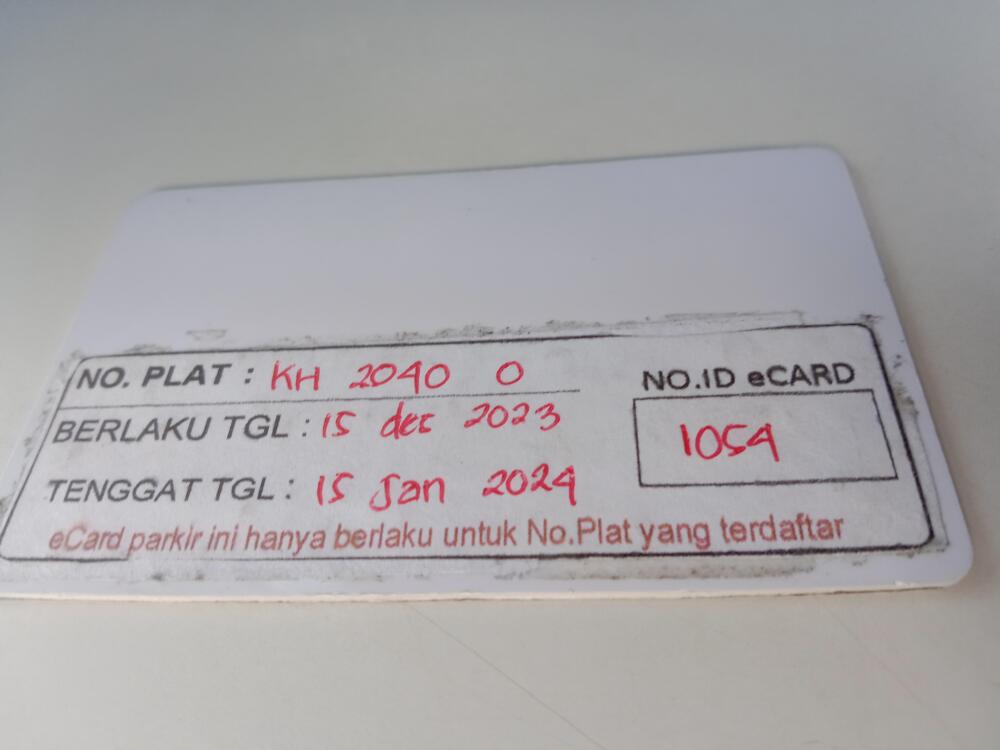 NO. PLAT : KH 2040 O
BERLAKU TGL : 15 des 2023
TENGGAT TGL : 15 Jan 2024
eCard parkir ini hanya berlaku untuk No.Plat yang terdaftar
NO.ID eCARD
1054